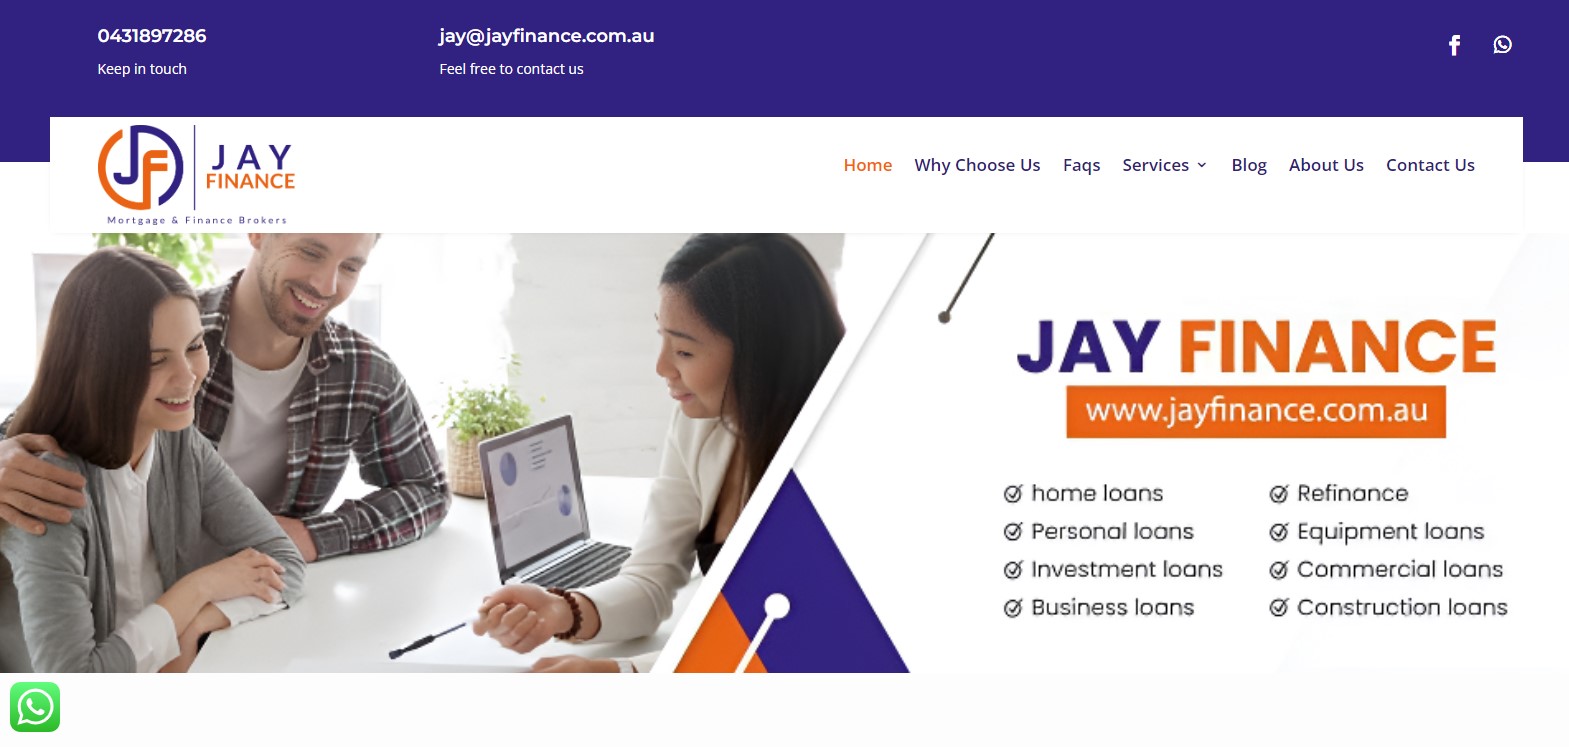 0431897286
Keep in touch
jay@jayfinance.com.au
Feel free to contact us
JAY
FINANCE
Mortgage & Finance Brokers
Home Why Choose Us Faqs Services Blog About Us Contact Us
JAY FINANCE
www.jayfinance.com.au
home loans
Personal loans
Investment loans
Business loans
Refinance
Equipment loans
Commercial loans
Construction loans